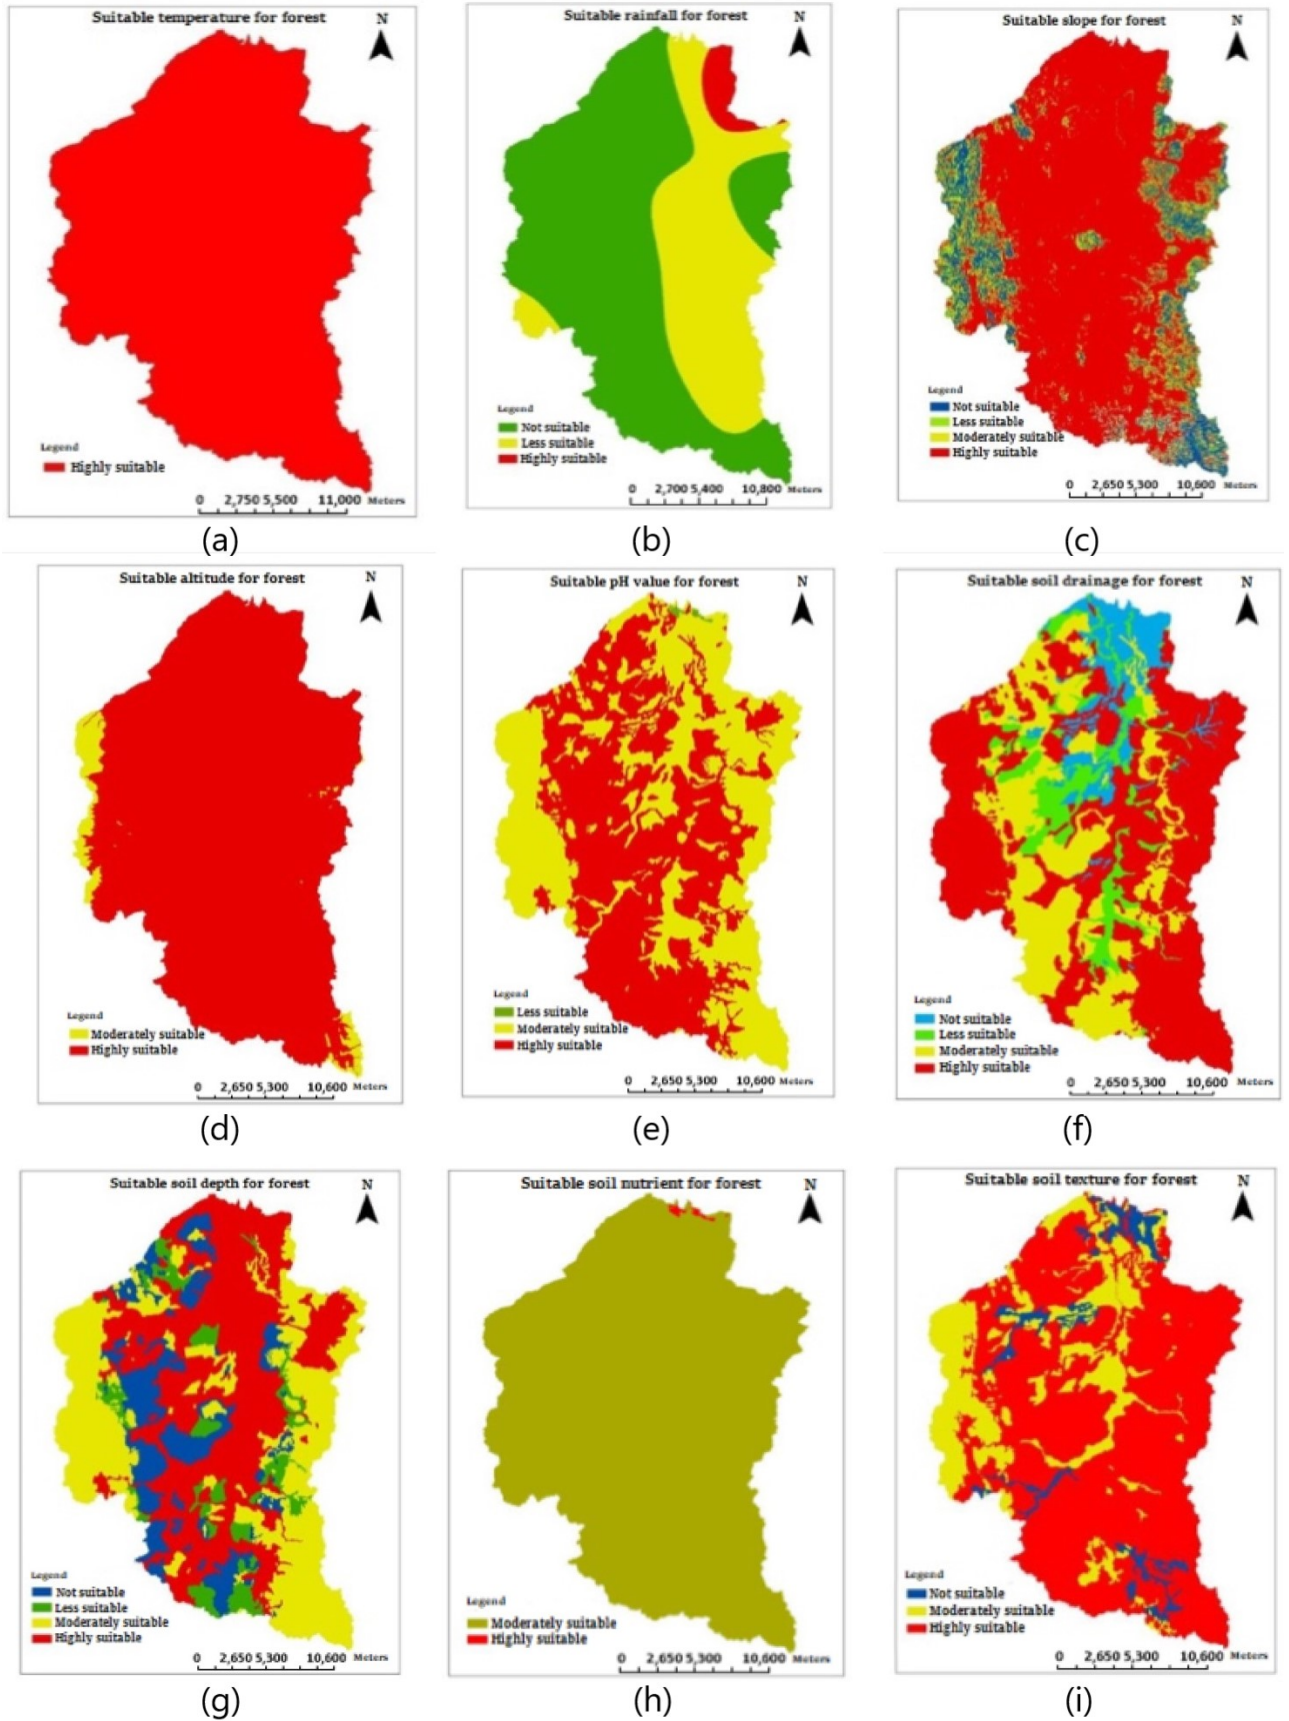 Suitable temperature for forest
N
Legend
Highly suitable
0 2,750 5,500 11,000 Meters
(a)
Suitable rainfall for forest
N
Legend
Not suitable
Less suitable
Highly suitable
0 2,700 5,400 10,800 Meters
(b)
Suitable slope for forest
N
Legend
Not suitable
Less suitable
Moderately suitable
Highly suitable
0 2,650 5,300 10,600 Meters
(c)
Suitable altitude for forest
N
Legend
Moderately suitable
Highly suitable
0 2,650 5,300 10,600 Meters
(d)
Suitable pH value for forest
N
Legend
Less suitable
Moderately suitable
Highly suitable
0 2,650 5,300 10,600 Meters
(e)
Suitable soil drainage for forest
N
Legend
Not suitable
Less suitable
Moderately suitable
Highly suitable
0 2,650 5,300 10,600 Meters
(f)
Suitable soil depth for forest
N
Legend
Not suitable
Less suitable
Moderately suitable
Highly suitable
0 2,650 5,300 10,600 Meters
(g)
Suitable soil nutrient for forest
N
Legend
Moderately suitable
Highly suitable
0 2,650 5,300 10,600 Meters
(h)
Suitable soil texture for forest
N
Legend
Not suitable
Moderately suitable
Highly suitable
0 2,650 5,300 10,600 Meters
(i)